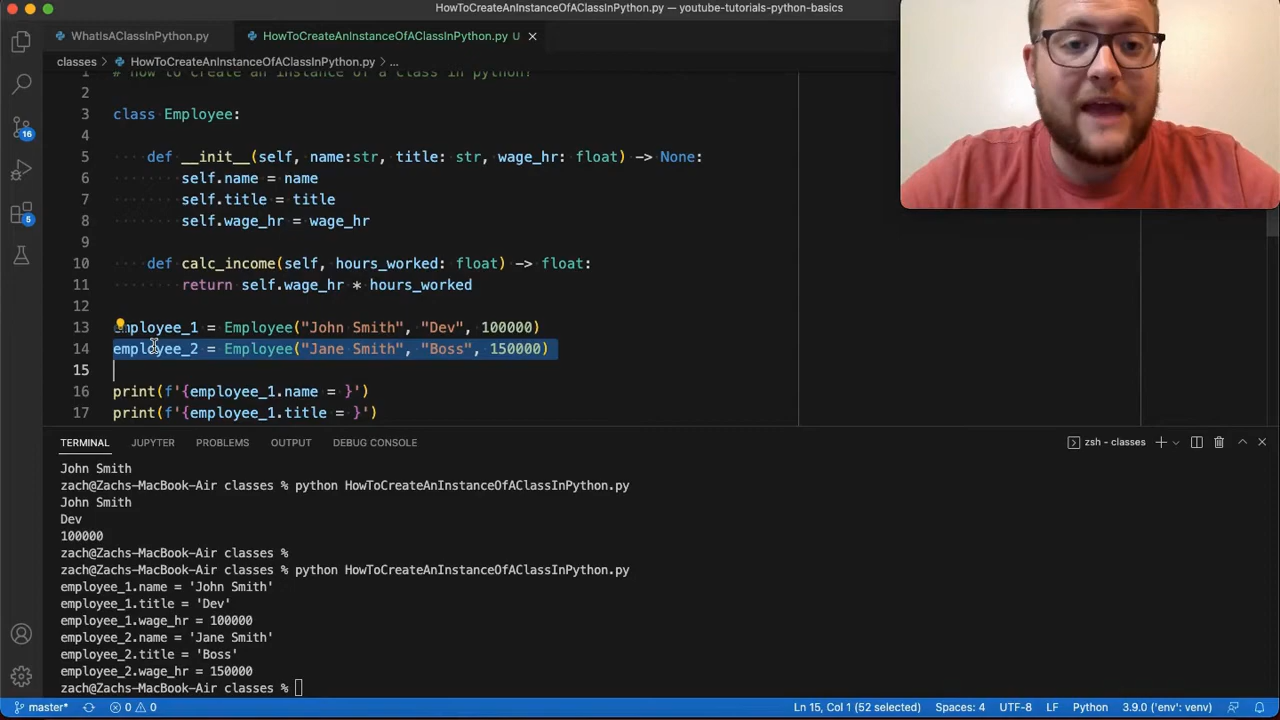 HowToCreateAnInstanceOfAClassInPython.py — youtube-tutorials-python-basics
WhatIsAClassInPython.py
HowToCreateAnInstanceOfAClassInPython.py U
classes > HowToCreateAnInstanceOfAClassInPython.py > ...
1 # how to create an instance of a class in python?
2
3 class Employee:
4
5 def __init__(self, name:str, title: str, wage_hr: float) -> None:
6 self.name = name
7 self.title = title
8 self.wage_hr = wage_hr
9
10 def calc_income(self, hours_worked: float) -> float:
11 return self.wage_hr * hours_worked
12
13 employee_1 = Employee("John Smith", "Dev", 100000)
14 employee_2 = Employee("Jane Smith", "Boss", 150000)
15
16 print(f'{employee_1.name = }')
17 print(f'{employee_1.title = }')
16
5
TERMINAL JUPYTER PROBLEMS OUTPUT DEBUG CONSOLE zsh - classes
John Smith
zach@Zachs-MacBook-Air classes % python HowToCreateAnInstanceOfAClassInPython.py
John Smith
Dev
100000
zach@Zachs-MacBook-Air classes %
zach@Zachs-MacBook-Air classes % python HowToCreateAnInstanceOfAClassInPython.py
employee_1.name = 'John Smith'
employee_1.title = 'Dev'
employee_1.wage_hr = 100000
employee_2.name = 'Jane Smith'
employee_2.title = 'Boss'
employee_2.wage_hr = 150000
zach@Zachs-MacBook-Air classes %
master* 0 0 Ln 15, Col 1 (52 selected) Spaces: 4 UTF-8 LF Python 3.9.0 ('env': venv)